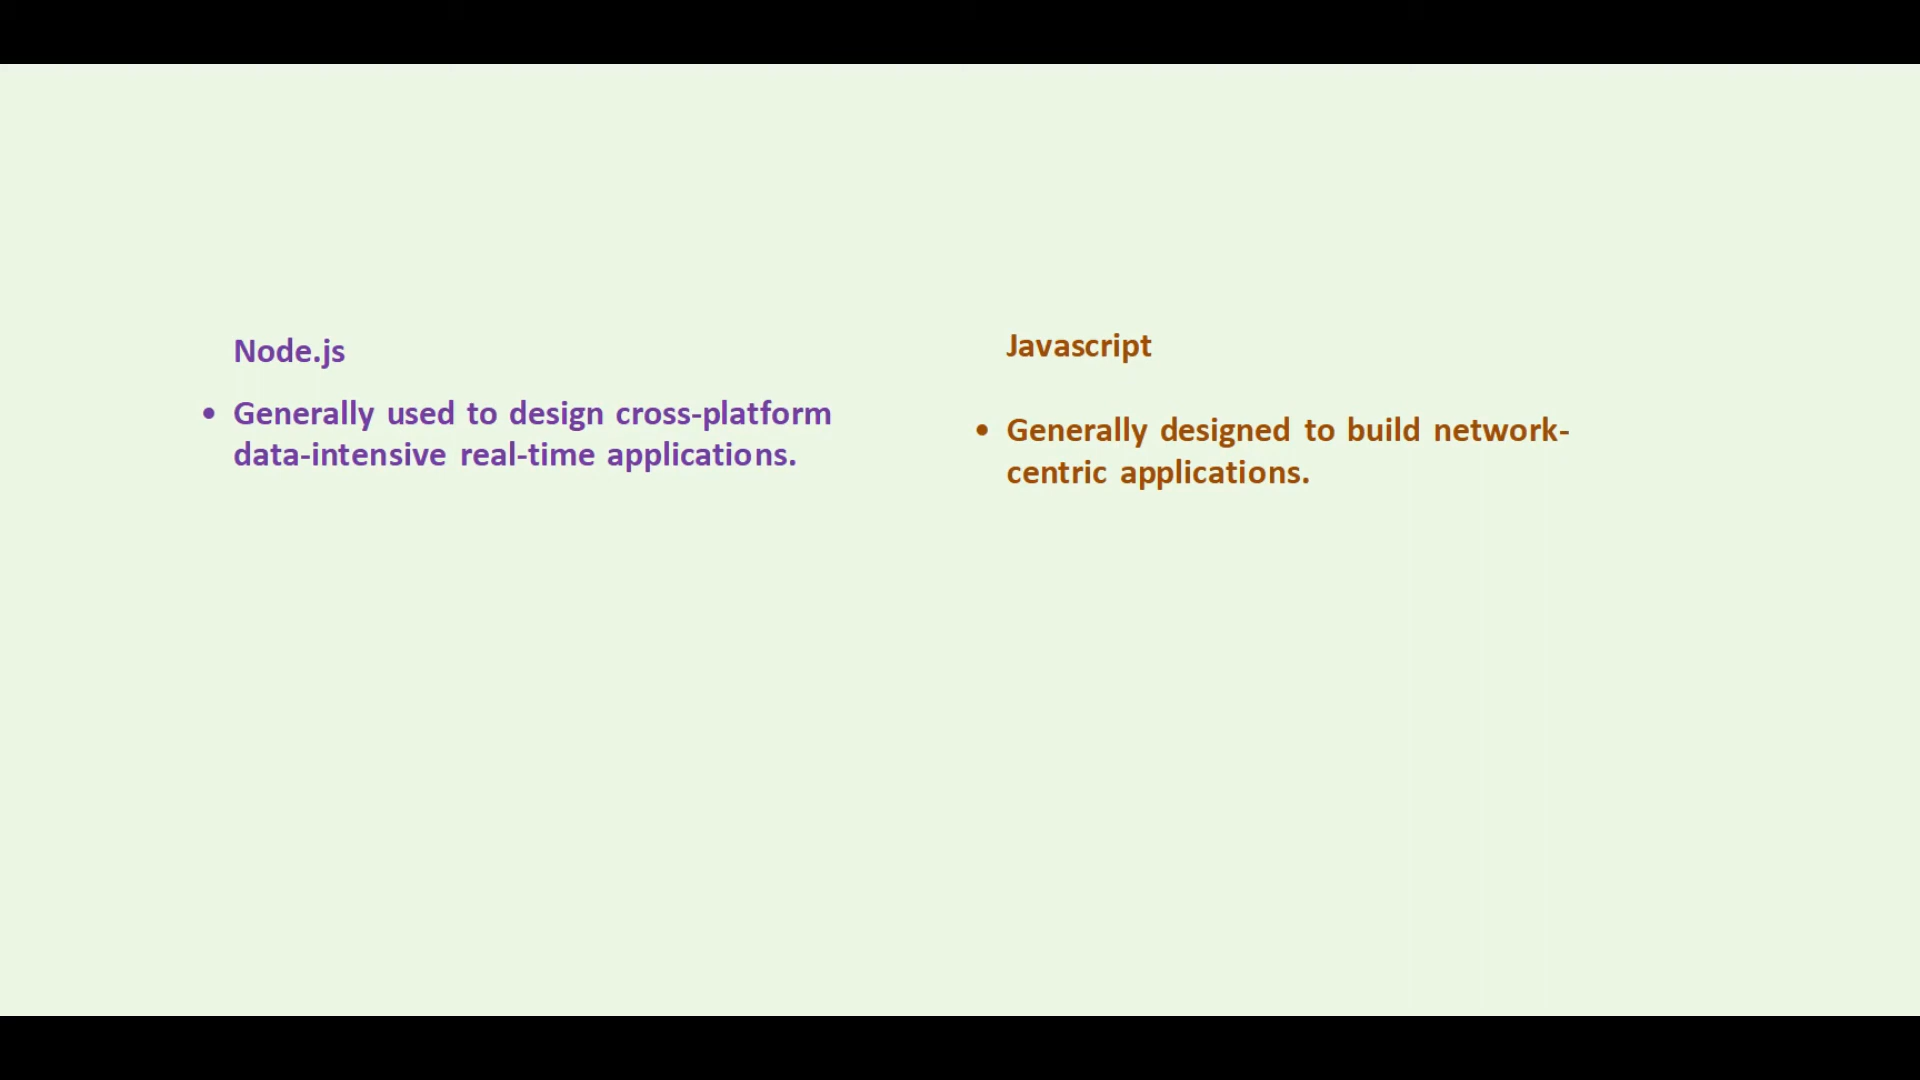 Node.js
• Generally used to design cross-platform
data-intensive real-time applications.
Javascript
• Generally designed to build network-
centric applications.